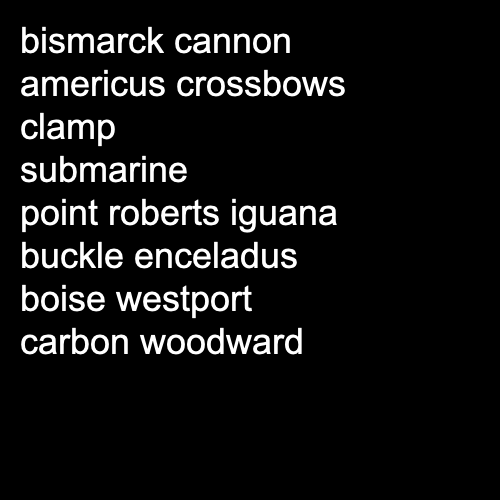 bismarck cannon
americus crossbows
clamp
submarine
point roberts iguana
buckle enceladus
boise westport
carbon woodward